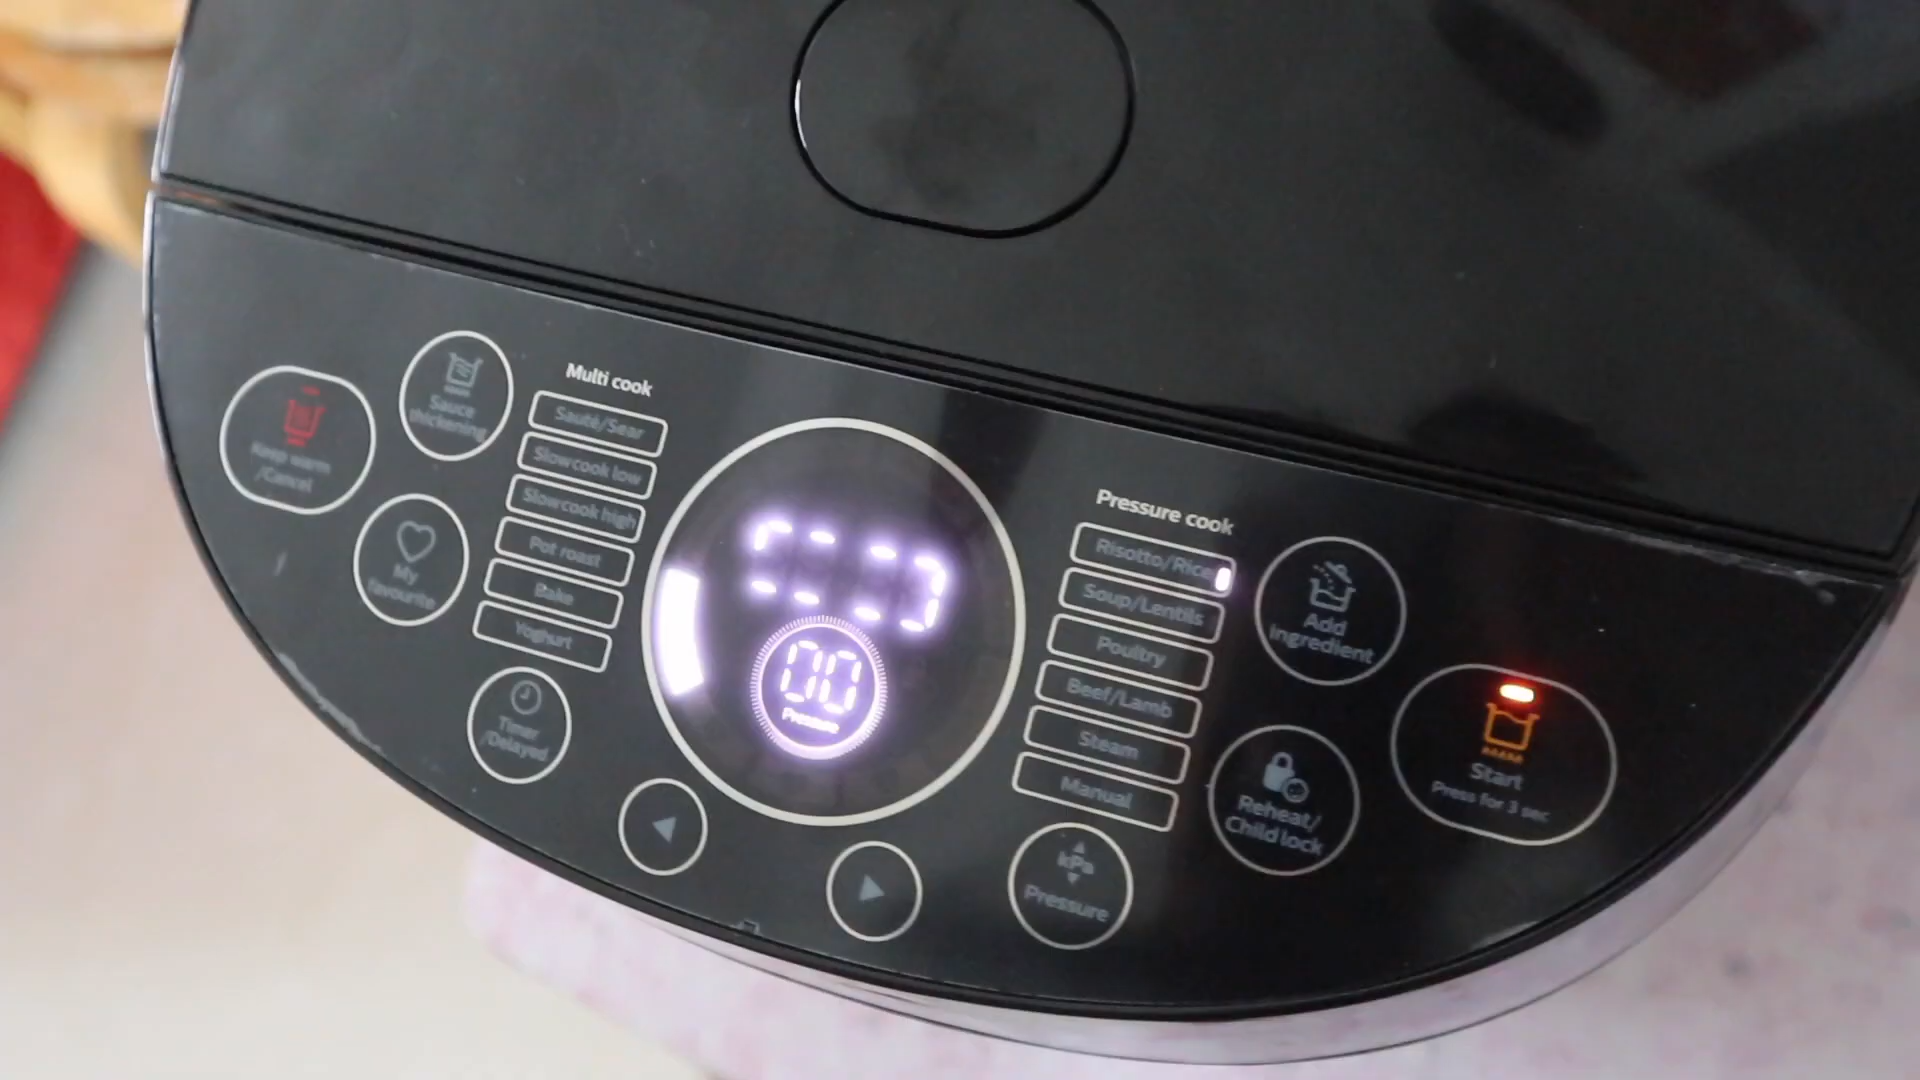 Keep warm
/Cancel
Sauce
thickening
My
favourite
Multi cook
Sauté/Sear
Slowcook low
Slowcook high
Pot roast
Bake
Yoghurt
Timer
/Delayed
00
Pressure
Pressure cook
Risotto/Rice
Soup/Lentils
Poultry
Beef/Lamb
Steam
Manual
kPa
Pressure
Add
ingredient
Reheat/
Child lock
Start
Press for 3 sec